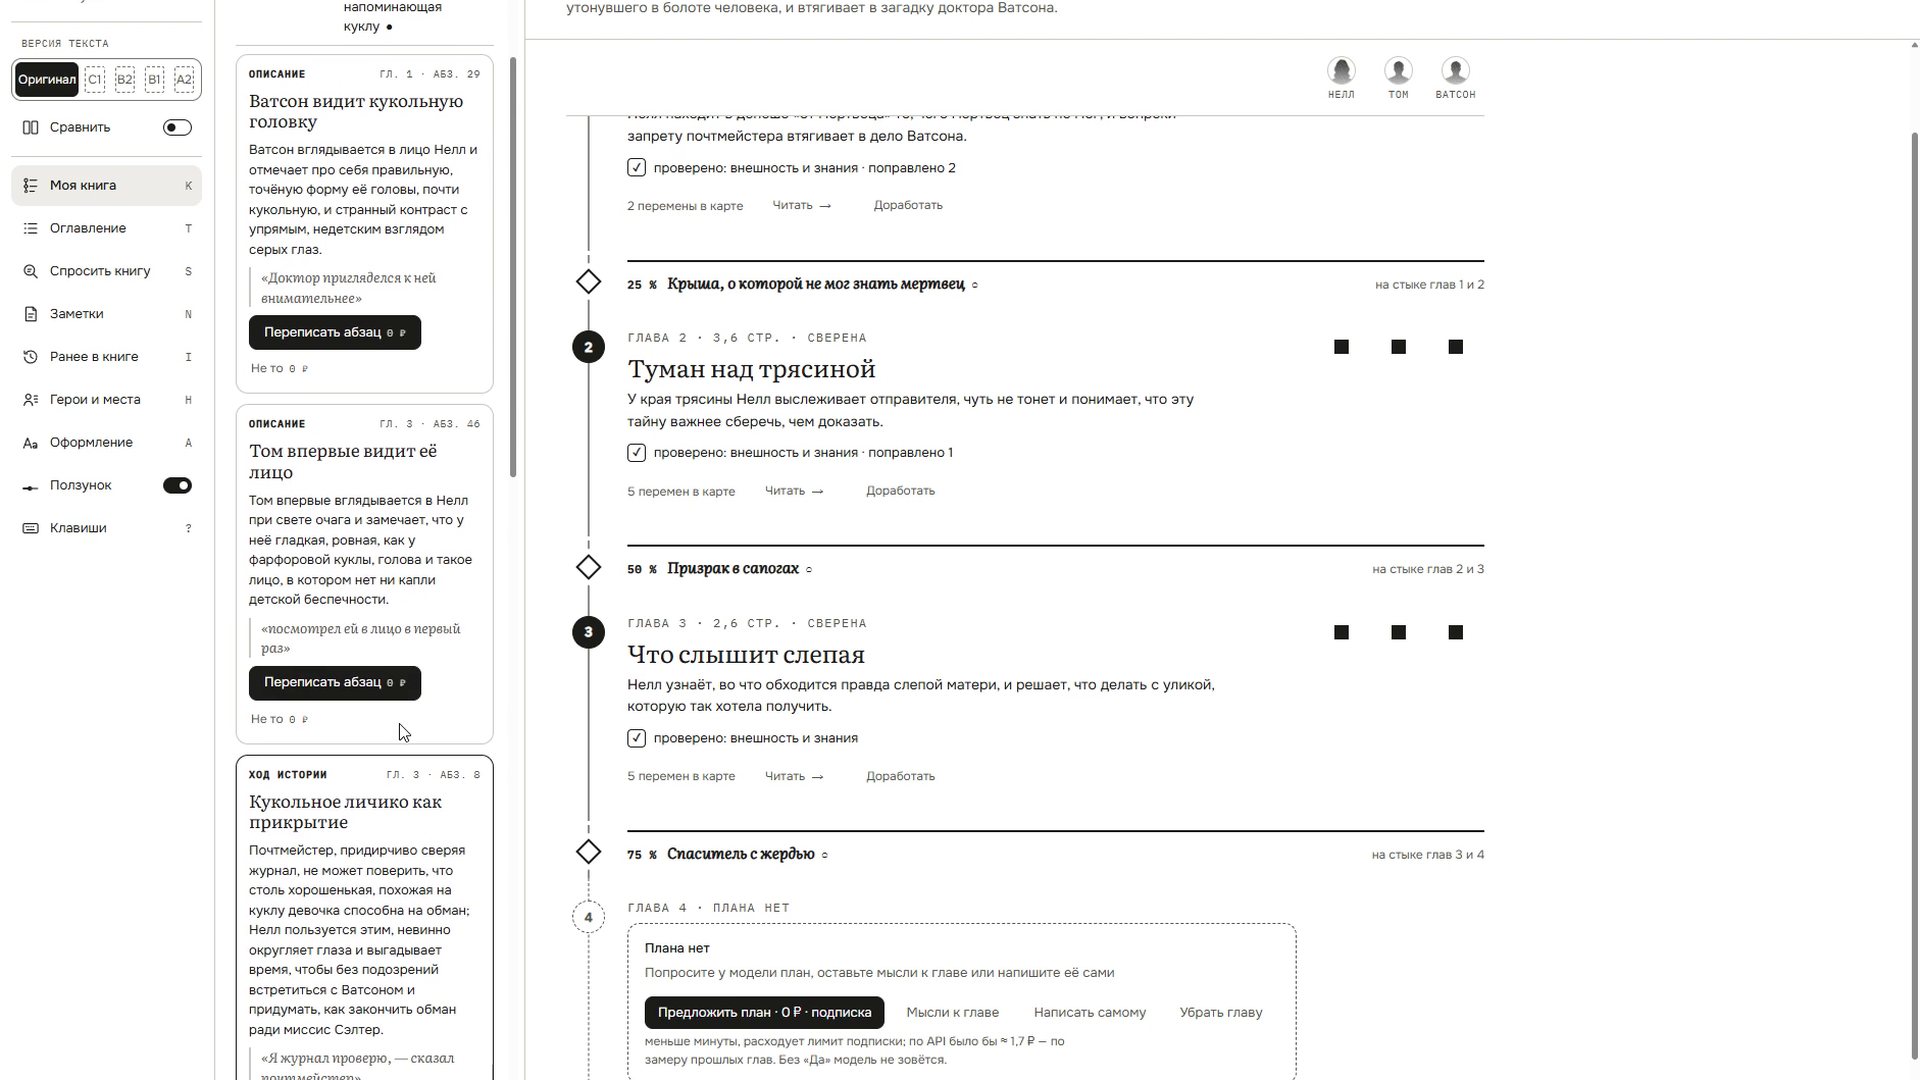 ВЕРСИЯ ТЕКСТА
Оригинал C1 B2 B1 A2
Сравнить
Моя книга K
Оглавление T
Спросить книгу S
Заметки N
Ранее в книге I
Герои и места H
Оформление A
Ползунок
Клавиши ?
напоминающая
куклу
ОПИСАНИЕ ГЛ. 1 · АБЗ. 29
Ватсон видит кукольную
головку
Ватсон вглядывается в лицо Нелл и
отмечает про себя правильную,
точёную форму её головы, почти
кукольную, и странный контраст с
упрямым, недетским взглядом
серых глаз.
«Доктор пригляделся к ней
внимательнее»
Переписать абзац 0 ₽
Не то 0 ₽
ОПИСАНИЕ ГЛ. 3 · АБЗ. 46
Том впервые видит её
лицо
Том впервые вглядывается в Нелл
при свете очага и замечает, что у
неё гладкая, ровная, как у
фарфоровой куклы, голова и такое
лицо, в котором нет ни капли
детской беспечности.
«посмотрел ей в лицо в первый
раз»
Переписать абзац 0 ₽
Не то 0 ₽
ХОД ИСТОРИИ ГЛ. 3 · АБЗ. 8
Кукольное личико как
прикрытие
Почтмейстер, придирчиво сверяя
журнал, не может поверить, что
столь хорошенькая, похожая на
куклу девочка способна на обман;
Нелл пользуется этим, невинно
округляет глаза и выгадывает
время, чтобы без подозрений
встретиться с Ватсоном и
придумать, как закончить обман
ради миссис Сэлтер.
«Я журнал проверю, — сказал
почтмейстер»
утонувшего в болоте человека, и втягивает в загадку доктора Ватсона.
НЕЛЛ ТОМ ВАТСОН
запрету почтмейстера втягивает в дело Ватсона.
проверено: внешность и знания · поправлено 2
2 перемены в карте Читать → Доработать
25 % Крыша, о которой не мог знать мертвец на стыке глав 1 и 2
2 ГЛАВА 2 · 3,6 СТР. · СВЕРЕНА
Туман над трясиной
У края трясины Нелл выслеживает отправителя, чуть не тонет и понимает, что эту
тайну важнее сберечь, чем доказать.
проверено: внешность и знания · поправлено 1
5 перемен в карте Читать → Доработать
50 % Призрак в сапогах на стыке глав 2 и 3
3 ГЛАВА 3 · 2,6 СТР. · СВЕРЕНА
Что слышит слепая
Нелл узнаёт, во что обходится правда слепой матери, и решает, что делать с уликой,
которую так хотела получить.
проверено: внешность и знания
5 перемен в карте Читать → Доработать
75 % Спаситель с жердью на стыке глав 3 и 4
4 ГЛАВА 4 · ПЛАНА НЕТ
Плана нет
Попросите у модели план, оставьте мысли к главе или напишите её сами
Предложить план · 0 ₽ · подписка Мысли к главе Написать самому Убрать главу
меньше минуты, расходует лимит подписки; по API было бы ≈ 1,7 ₽ — по
замеру прошлых глав. Без «Да» модель не зовётся.